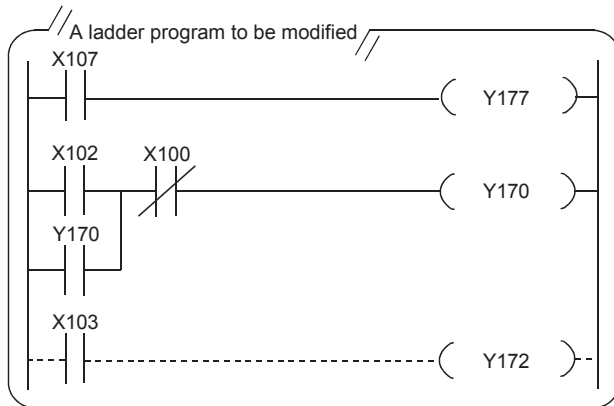 A ladder program to be modified
X107
Y177
X102 X100
Y170
Y170
X103
Y172